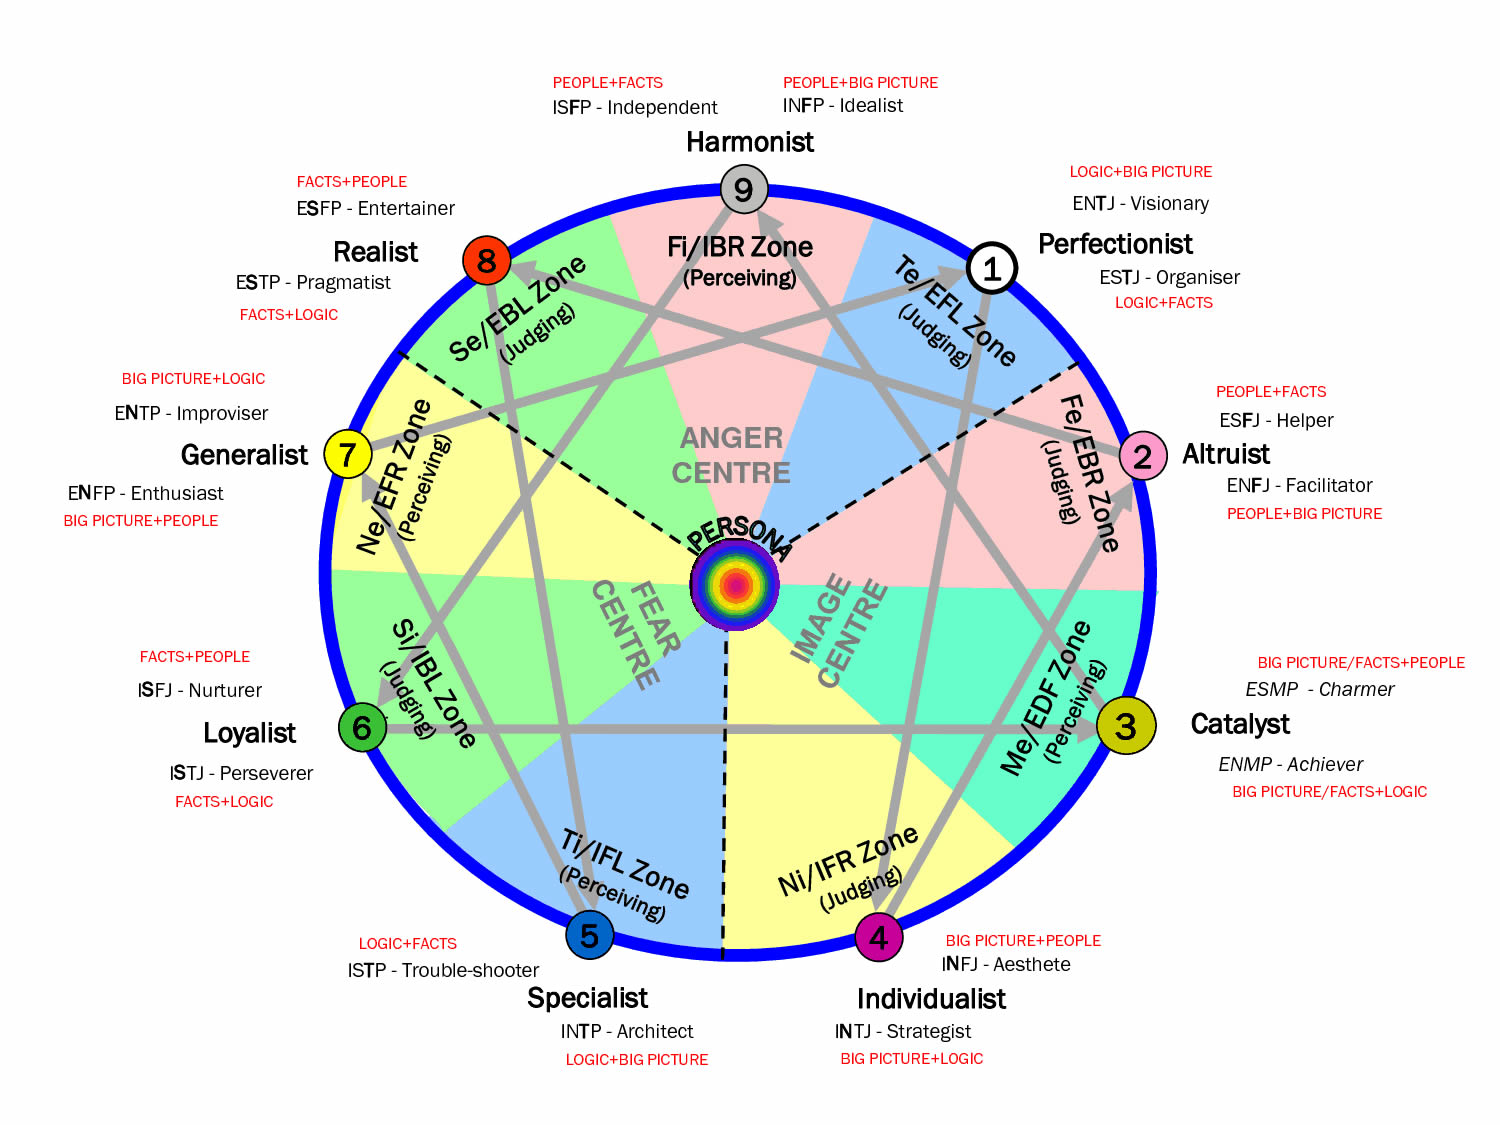 PEOPLE+FACTS
ISFP - Independent
PEOPLE+BIG PICTURE
INFP - Idealist
Harmonist
9
Fi/IBR Zone
(Perceiving)
LOGIC+BIG PICTURE
ENTJ - Visionary
Perfectionist
1
ESTJ - Organiser
LOGIC+FACTS
Te/EFL Zone
(Judging)
PEOPLE+FACTS
ESFJ - Helper
Altruist
2
ENFJ - Facilitator
PEOPLE+BIG PICTURE
Fe/EBR Zone
(Judging)
BIG PICTURE/FACTS+PEOPLE
ESMP - Charmer
Catalyst
3
ENMP - Achiever
BIG PICTURE/FACTS+LOGIC
Me/EDF Zone
(Perceiving)
BIG PICTURE+PEOPLE
INFJ - Aesthete
4
Individualist
INTJ - Strategist
BIG PICTURE+LOGIC
Ni/IFR Zone
(Judging)
LOGIC+FACTS
ISTP - Trouble-shooter
5
Specialist
INTP - Architect
LOGIC+BIG PICTURE
Ti/IFL Zone
(Perceiving)
FACTS+PEOPLE
ISFJ - Nurturer
Loyalist
6
ISTJ - Perseverer
FACTS+LOGIC
Si/IBL Zone
(Judging)
BIG PICTURE+LOGIC
ENTP - Improviser
Generalist
7
ENFP - Enthusiast
BIG PICTURE+PEOPLE
Ne/EFR Zone
(Perceiving)
FACTS+PEOPLE
ESFP - Entertainer
Realist
8
ESTP - Pragmatist
FACTS+LOGIC
Se/EBL Zone
(Judging)
ANGER
CENTRE
PERSONA
FEAR
CENTRE
IMAGE
CENTRE